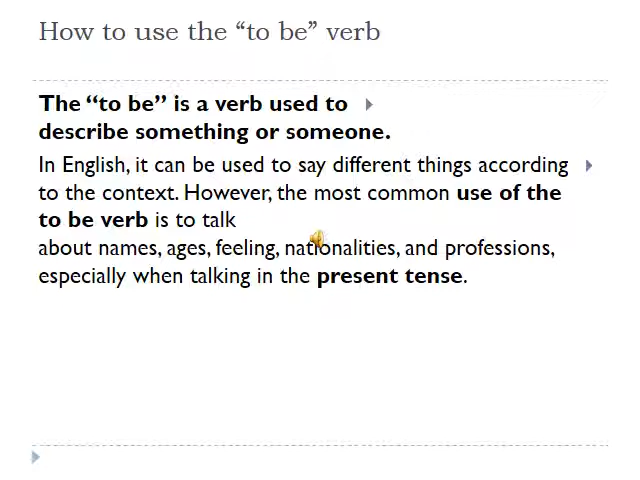 How to use the “to be” verb
The “to be” is a verb used to
describe something or someone.
In English, it can be used to say different things according
to the context. However, the most common use of the
to be verb is to talk
about names, ages, feeling, nationalities, and professions,
especially when talking in the present tense.